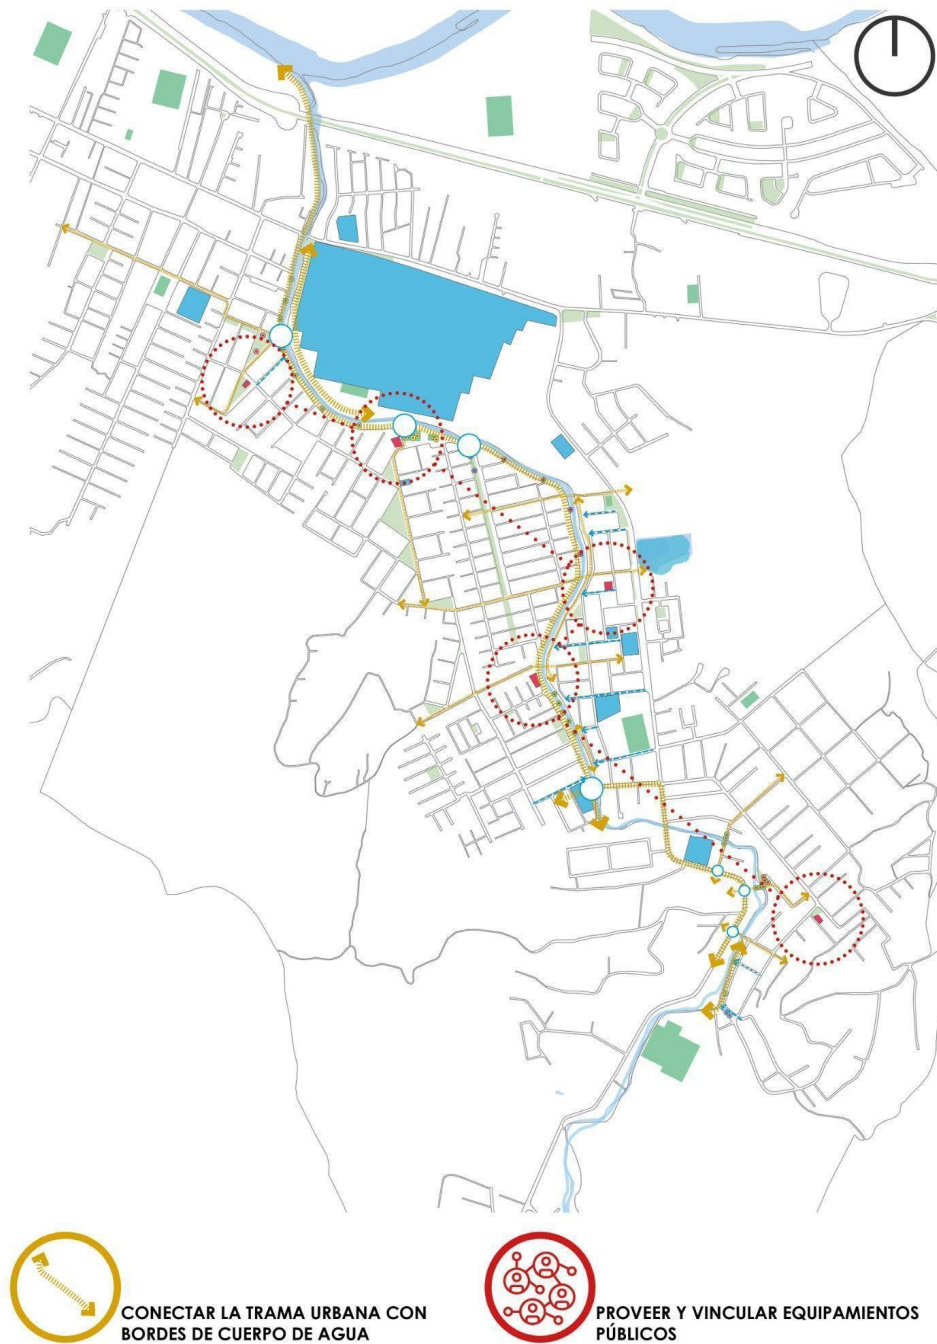 CONECTAR LA TRAMA URBANA CON
BORDES DE CUERPO DE AGUA
PROVEER Y VINCULAR EQUIPAMIENTOS
PÚBLICOS